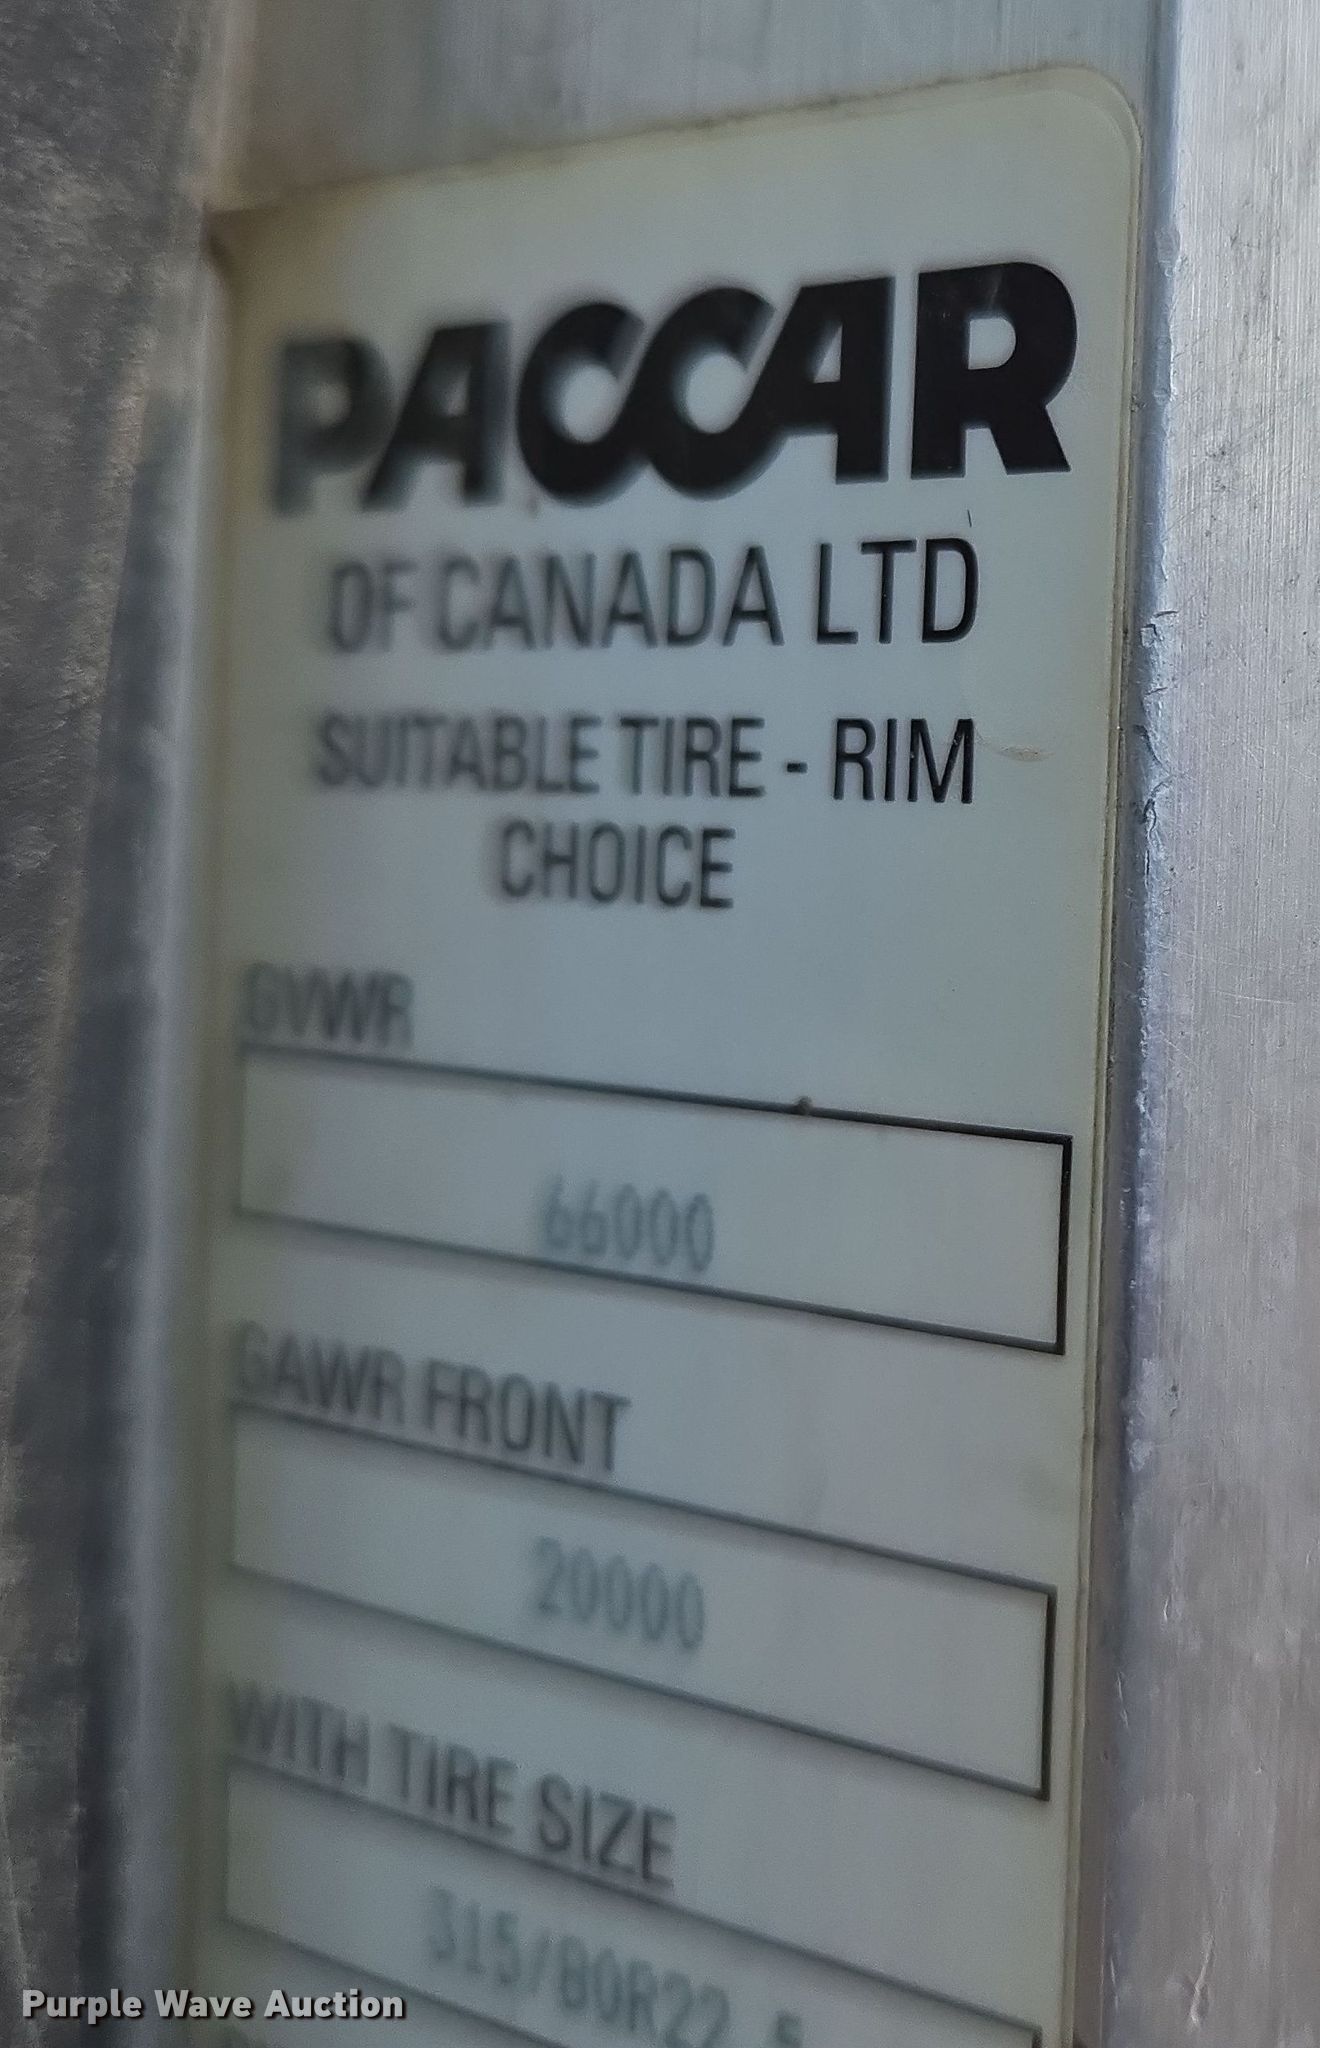 PACCAR
OF CANADA LTD
SUITABLE TIRE - RIM
CHOICE
GVWR
66000
GAWR FRONT
20000
WITH TIRE SIZE
315/80R22.5
Purple Wave Auction